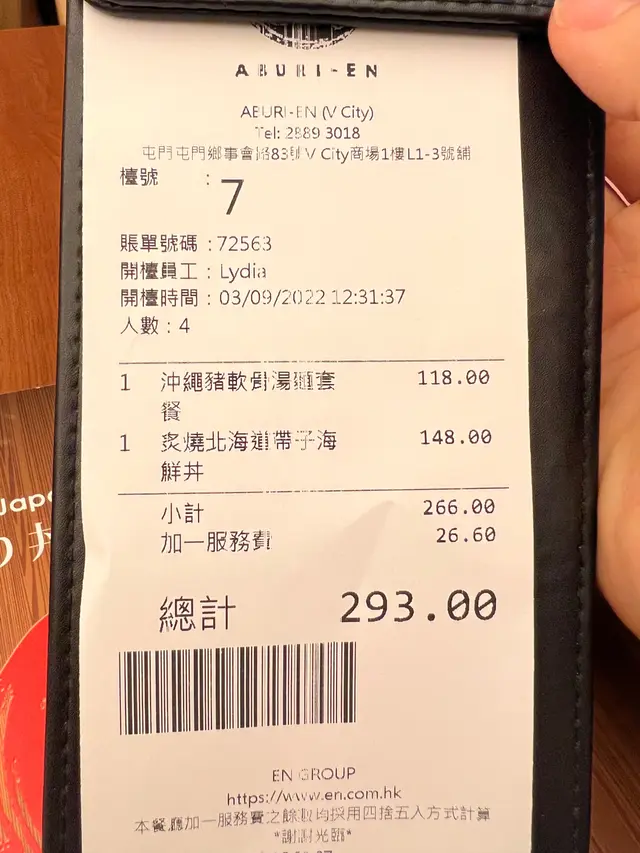 ABURI-EN
ABURI-EN (V City)
Tel: 2889 3018
屯門屯門鄉事會路83號V City商場1樓L1-3號舖
檯號 : 7
賬單號碼 : 72563
開檯員工 : Lydia
開檯時間 : 03/09/2022 12:31:37
人數 : 4
1 沖繩豬軟骨湯麵套 118.00
餐
1 炙燒北海道帶子海 148.00
鮮丼
小計 266.00
加一服務費 26.60
總計 293.00
EN GROUP
https://www.en.com.hk
本餐廳加一服務費之餘數均採用四捨五入方式計算
*謝謝光臨*
Japa
丼